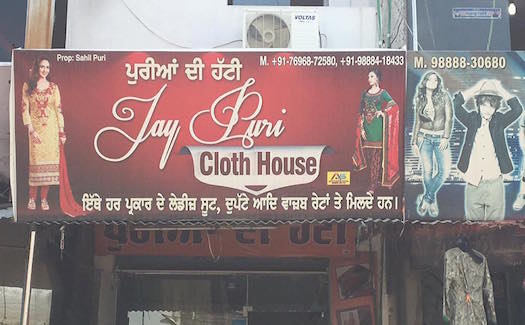 VOLTAS
Prop: Sahil Puri
M. +91-76968-72580, +91-98884-18433
M. 98888-30680
ਪੁਰੀਆਂ ਦੀ ਹੱਟੀ
Jay Puri
Cloth House
ਇੱਥੇ ਹਰ ਪ੍ਰਕਾਰ ਦੇ ਲੇਡੀਜ਼ ਸੂਟ, ਦੁਪੱਟੇ ਆਦਿ ਵਾਜ਼ਬ ਰੇਟਾਂ ਤੇ ਮਿਲਦੇ ਹਨ।
ਪੁਰੀਆਂ ਦੀ ਹੱਟੀ